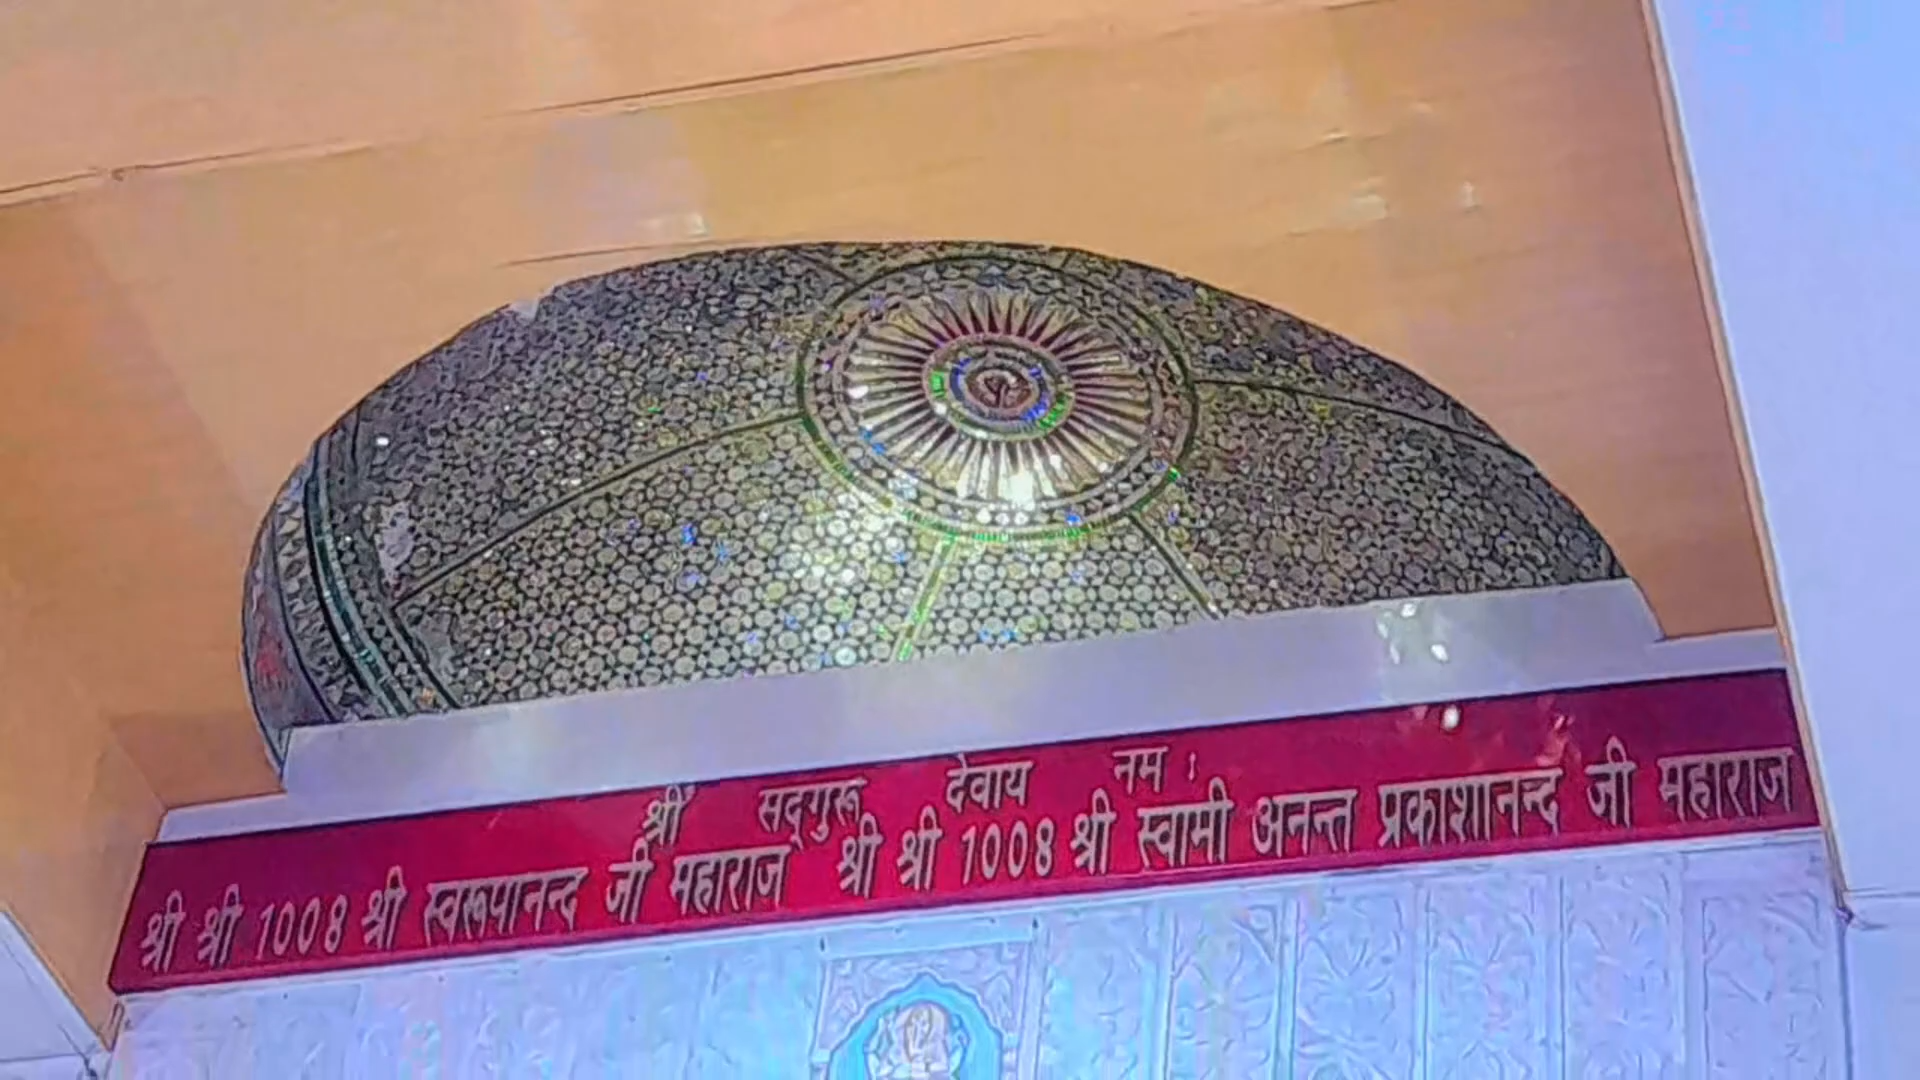 श्री सद्‌गुरू देवाय नम:
श्री श्री 1008 श्री स्वरूपानन्द जी महाराज श्री श्री 1008 श्री स्वामी अनन्त प्रकाशानन्द जी महाराज